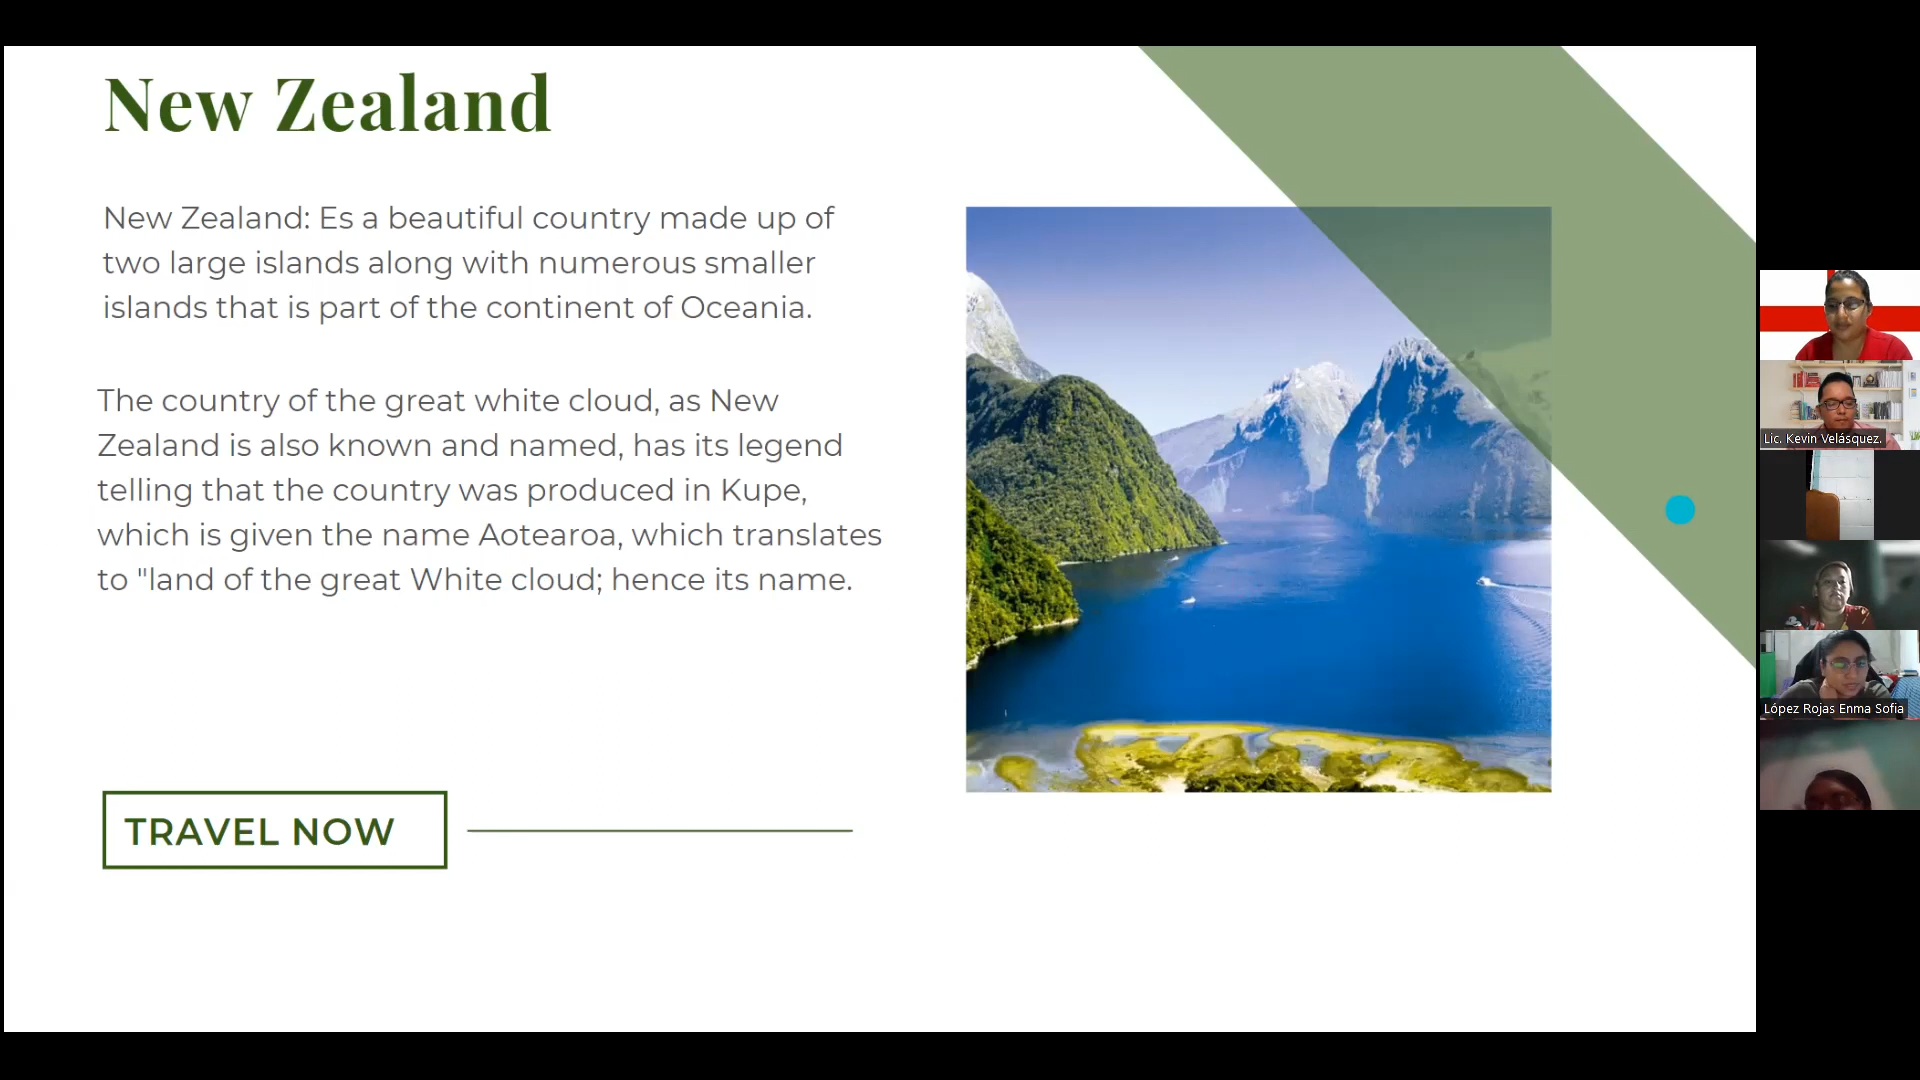 New Zealand
New Zealand: Es a beautiful country made up of
two large islands along with numerous smaller
islands that is part of the continent of Oceania.
The country of the great white cloud, as New
Zealand is also known and named, has its legend
telling that the country was produced in Kupe,
which is given the name Aotearoa, which translates
to "land of the great White cloud; hence its name.
TRAVEL NOW
Lic. Kevin Velásquez.
López Rojas Enma Sofia